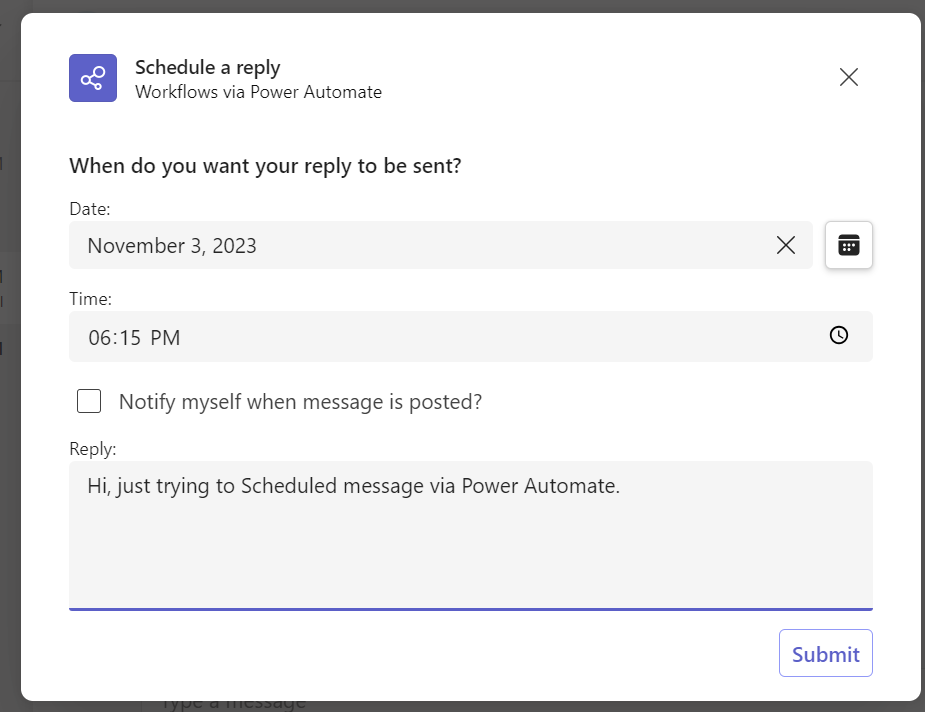 Schedule a reply
Workflows via Power Automate
When do you want your reply to be sent?
Date:
November 3, 2023
Time:
06:15 PM
Notify myself when message is posted?
Reply:
Hi, just trying to Scheduled message via Power Automate.
Submit
Type a message